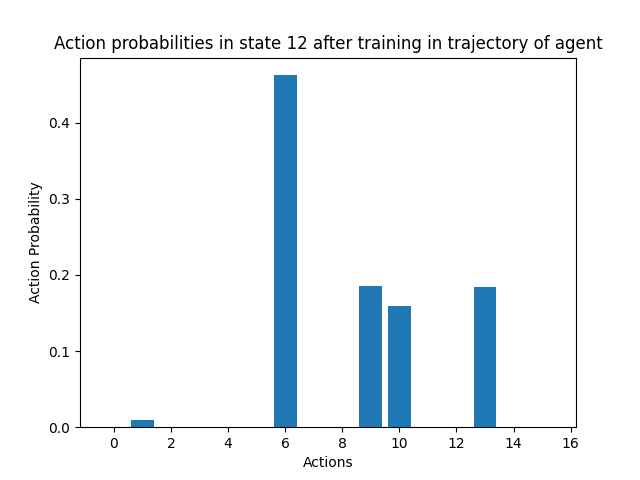 Action probabilities in state 12 after training in trajectory of agent
Action Probability
0.4
0.3
0.2
0.1
0.0
0 2 4 6 8 10 12 14 16
Actions